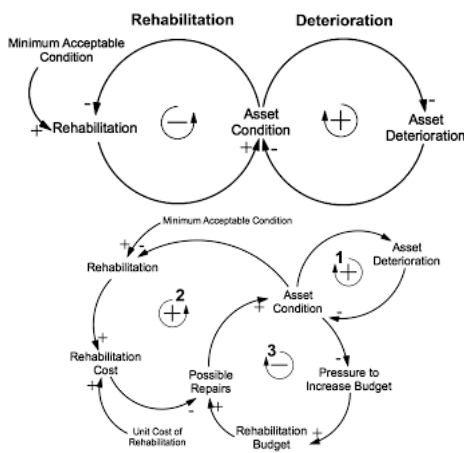 Rehabilitation
Deterioration
Minimum Acceptable
Condition
-
+
Rehabilitation
-
Asset
Condition
+
-
+
-
Asset
Deterioration
Minimum Acceptable Condition
+
-
Rehabilitation
1
+
Asset
Deterioration
2
+
Asset
Condition
+
-
3
-
-
+
Rehabilitation
Cost
+
Possible
Repairs
-
+
Pressure to
Increase Budget
Unit Cost of
Rehabilitation
Rehabilitation
Budget
+